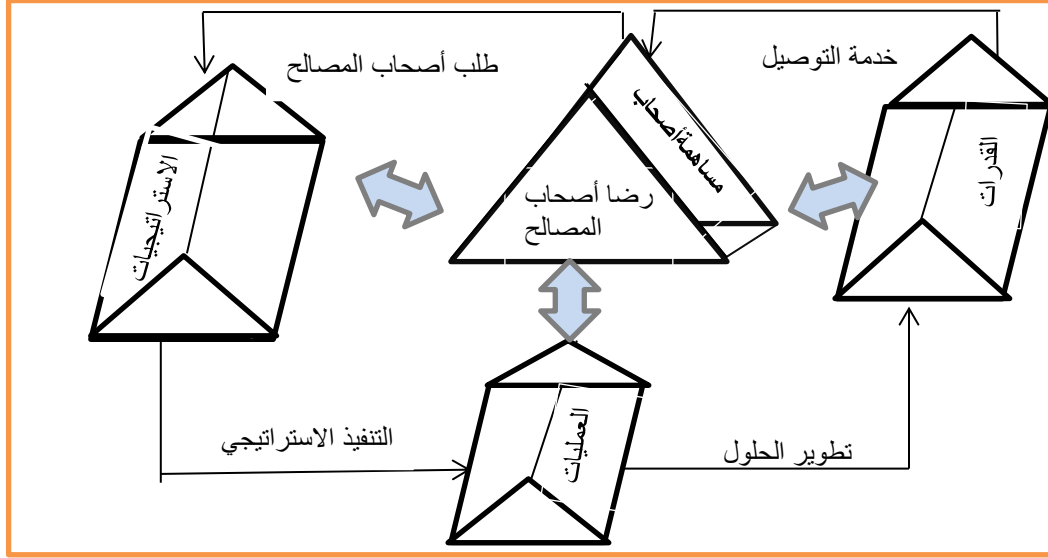 خدمة التوصيل
طلب أصحاب المصالح
مساهمة أصحاب
القدرات
رضا أصحاب
المصالح
الاستراتيجيات
العمليات
التنفيذ الاستراتيجي
تطوير الحلول